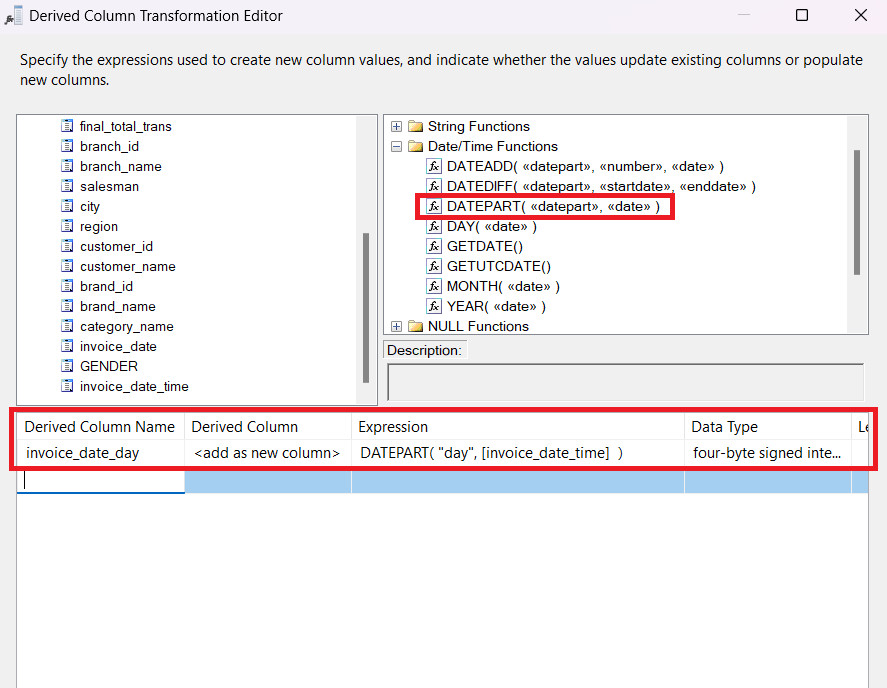 Derived Column Transformation Editor
Specify the expressions used to create new column values, and indicate whether the values update existing columns or populate
new columns.
final_total_trans
branch_id
branch_name
salesman
city
region
customer_id
customer_name
brand_id
brand_name
category_name
invoice_date
GENDER
invoice_date_time
String Functions
Date/Time Functions
DATEADD( «datepart», «number», «date» )
DATEDIFF( «datepart», «startdate», «enddate» )
DATEPART( «datepart», «date» )
DAY( «date» )
GETDATE()
GETUTCDATE()
MONTH( «date» )
YEAR( «date» )
NULL Functions
Description:
Derived Column Name Derived Column Expression Data Type Le
invoice_date_day <add as new column> DATEPART( "day", [invoice_date_time] ) four-byte signed inte...